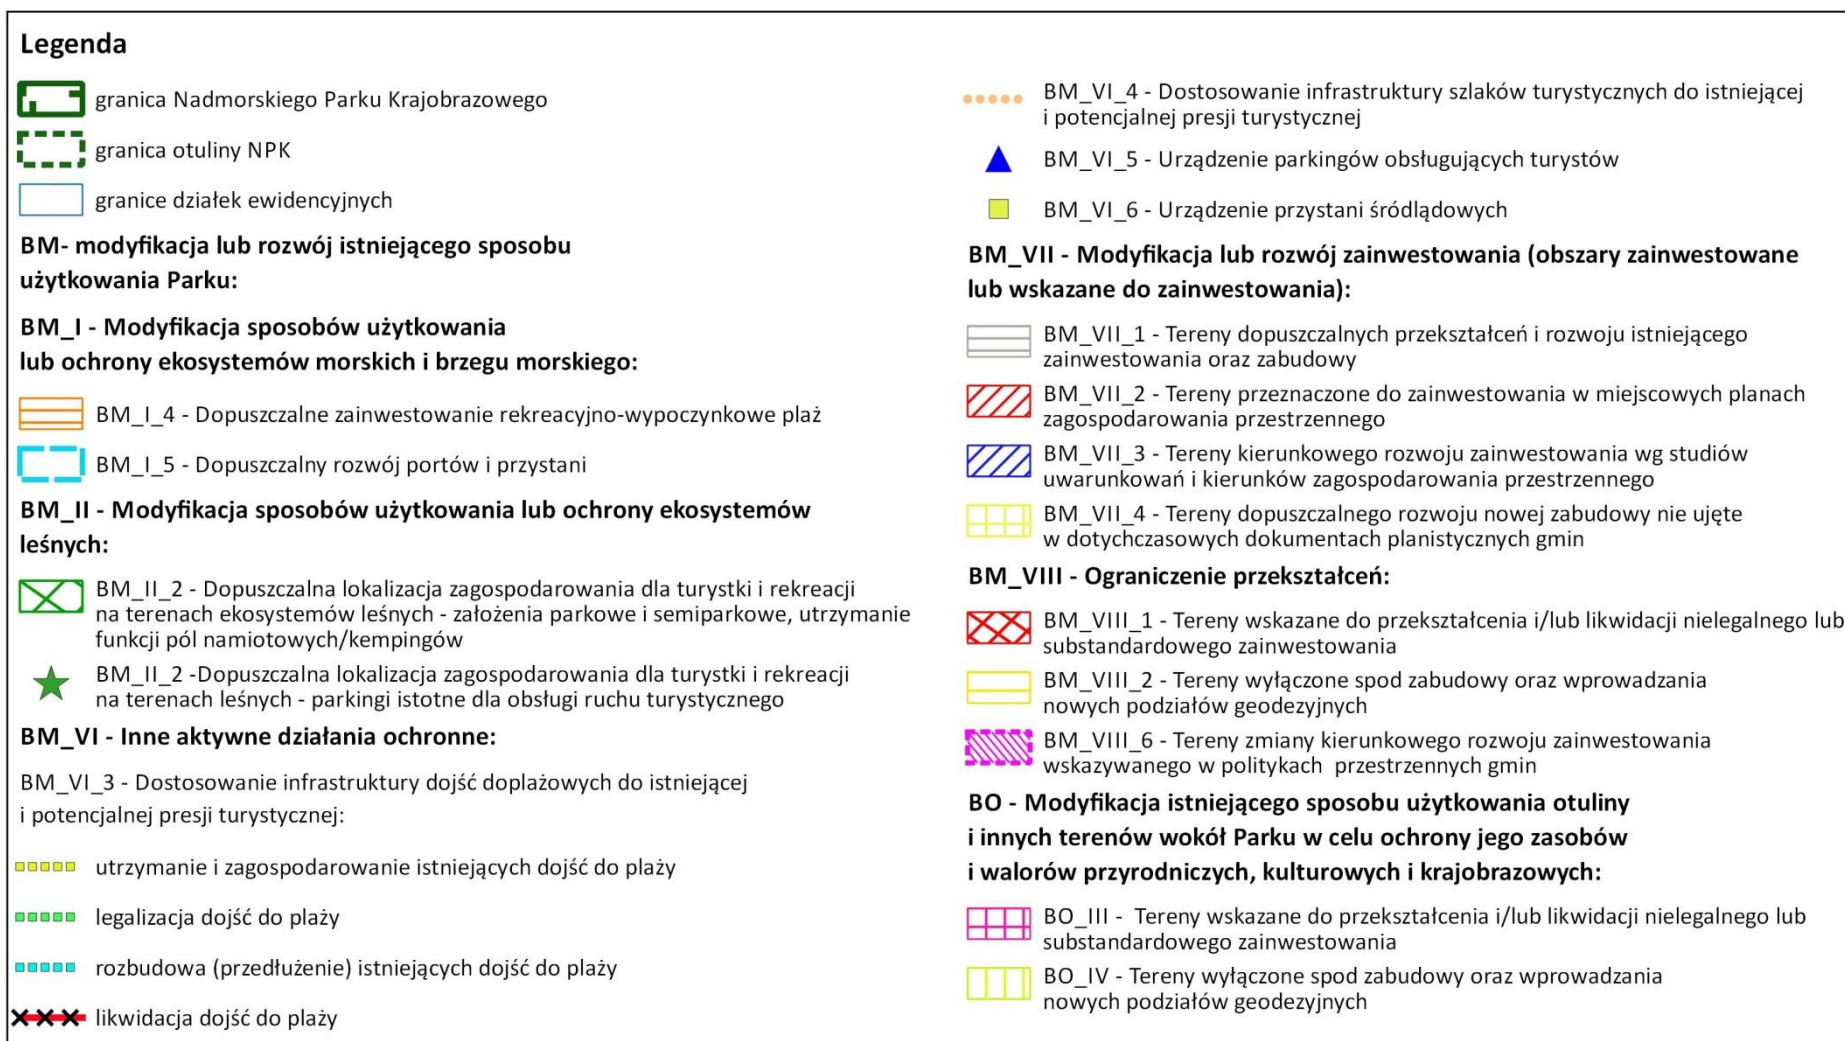 Legenda
granica Nadmorskiego Parku Krajobrazowego
granica otuliny NPK
granice działek ewidencyjnych
BM- modyfikacja lub rozwój istniejącego sposobu
użytkowania Parku:
BM_I - Modyfikacja sposobów użytkowania
lub ochrony ekosystemów morskich i brzegu morskiego:
BM_I_4 - Dopuszczalne zainwestowanie rekreacyjno-wypoczynkowe plaż
BM_I_5 - Dopuszczalny rozwój portów i przystani
BM_II - Modyfikacja sposobów użytkowania lub ochrony ekosystemów
leśnych:
BM_II_2 - Dopuszczalna lokalizacja zagospodarowania dla turystki i rekreacji
na terenach ekosystemów leśnych - założenia parkowe i semiparkowe, utrzymanie
funkcji pól namiotowych/kempingów
BM_II_2 -Dopuszczalna lokalizacja zagospodarowania dla turystki i rekreacji
na terenach leśnych - parkingi istotne dla obsługi ruchu turystycznego
BM_VI - Inne aktywne działania ochronne:
BM_VI_3 - Dostosowanie infrastruktury dojść doplażowych do istniejącej
i potencjalnej presji turystycznej:
utrzymanie i zagospodarowanie istniejących dojść do plaży
legalizacja dojść do plaży
rozbudowa (przedłużenie) istniejących dojść do plaży
likwidacja dojść do plaży
BM_VI_4 - Dostosowanie infrastruktury szlaków turystycznych do istniejącej
i potencjalnej presji turystycznej
BM_VI_5 - Urządzenie parkingów obsługujących turystów
BM_VI_6 - Urządzenie przystani śródlądowych
BM_VII - Modyfikacja lub rozwój zainwestowania (obszary zainwestowane
lub wskazane do zainwestowania):
BM_VII_1 - Tereny dopuszczalnych przekształceń i rozwoju istniejącego
zainwestowania oraz zabudowy
BM_VII_2 - Tereny przeznaczone do zainwestowania w miejscowych planach
zagospodarowania przestrzennego
BM_VII_3 - Tereny kierunkowego rozwoju zainwestowania wg studiów
uwarunkowań i kierunków zagospodarowania przestrzennego
BM_VII_4 - Tereny dopuszczalnego rozwoju nowej zabudowy nie ujęte
w dotychczasowych dokumentach planistycznych gmin
BM_VIII - Ograniczenie przekształceń:
BM_VIII_1 - Tereny wskazane do przekształcenia i/lub likwidacji nielegalnego lub
substandardowego zainwestowania
BM_VIII_2 - Tereny wyłączone spod zabudowy oraz wprowadzania
nowych podziałów geodezyjnych
BM_VIII_6 - Tereny zmiany kierunkowego rozwoju zainwestowania
wskazywanego w politykach przestrzennych gmin
BO - Modyfikacja istniejącego sposobu użytkowania otuliny
i innych terenów wokół Parku w celu ochrony jego zasobów
i walorów przyrodniczych, kulturowych i krajobrazowych:
BO_III - Tereny wskazane do przekształcenia i/lub likwidacji nielegalnego lub
substandardowego zainwestowania
BO_IV - Tereny wyłączone spod zabudowy oraz wprowadzania
nowych podziałów geodezyjnych